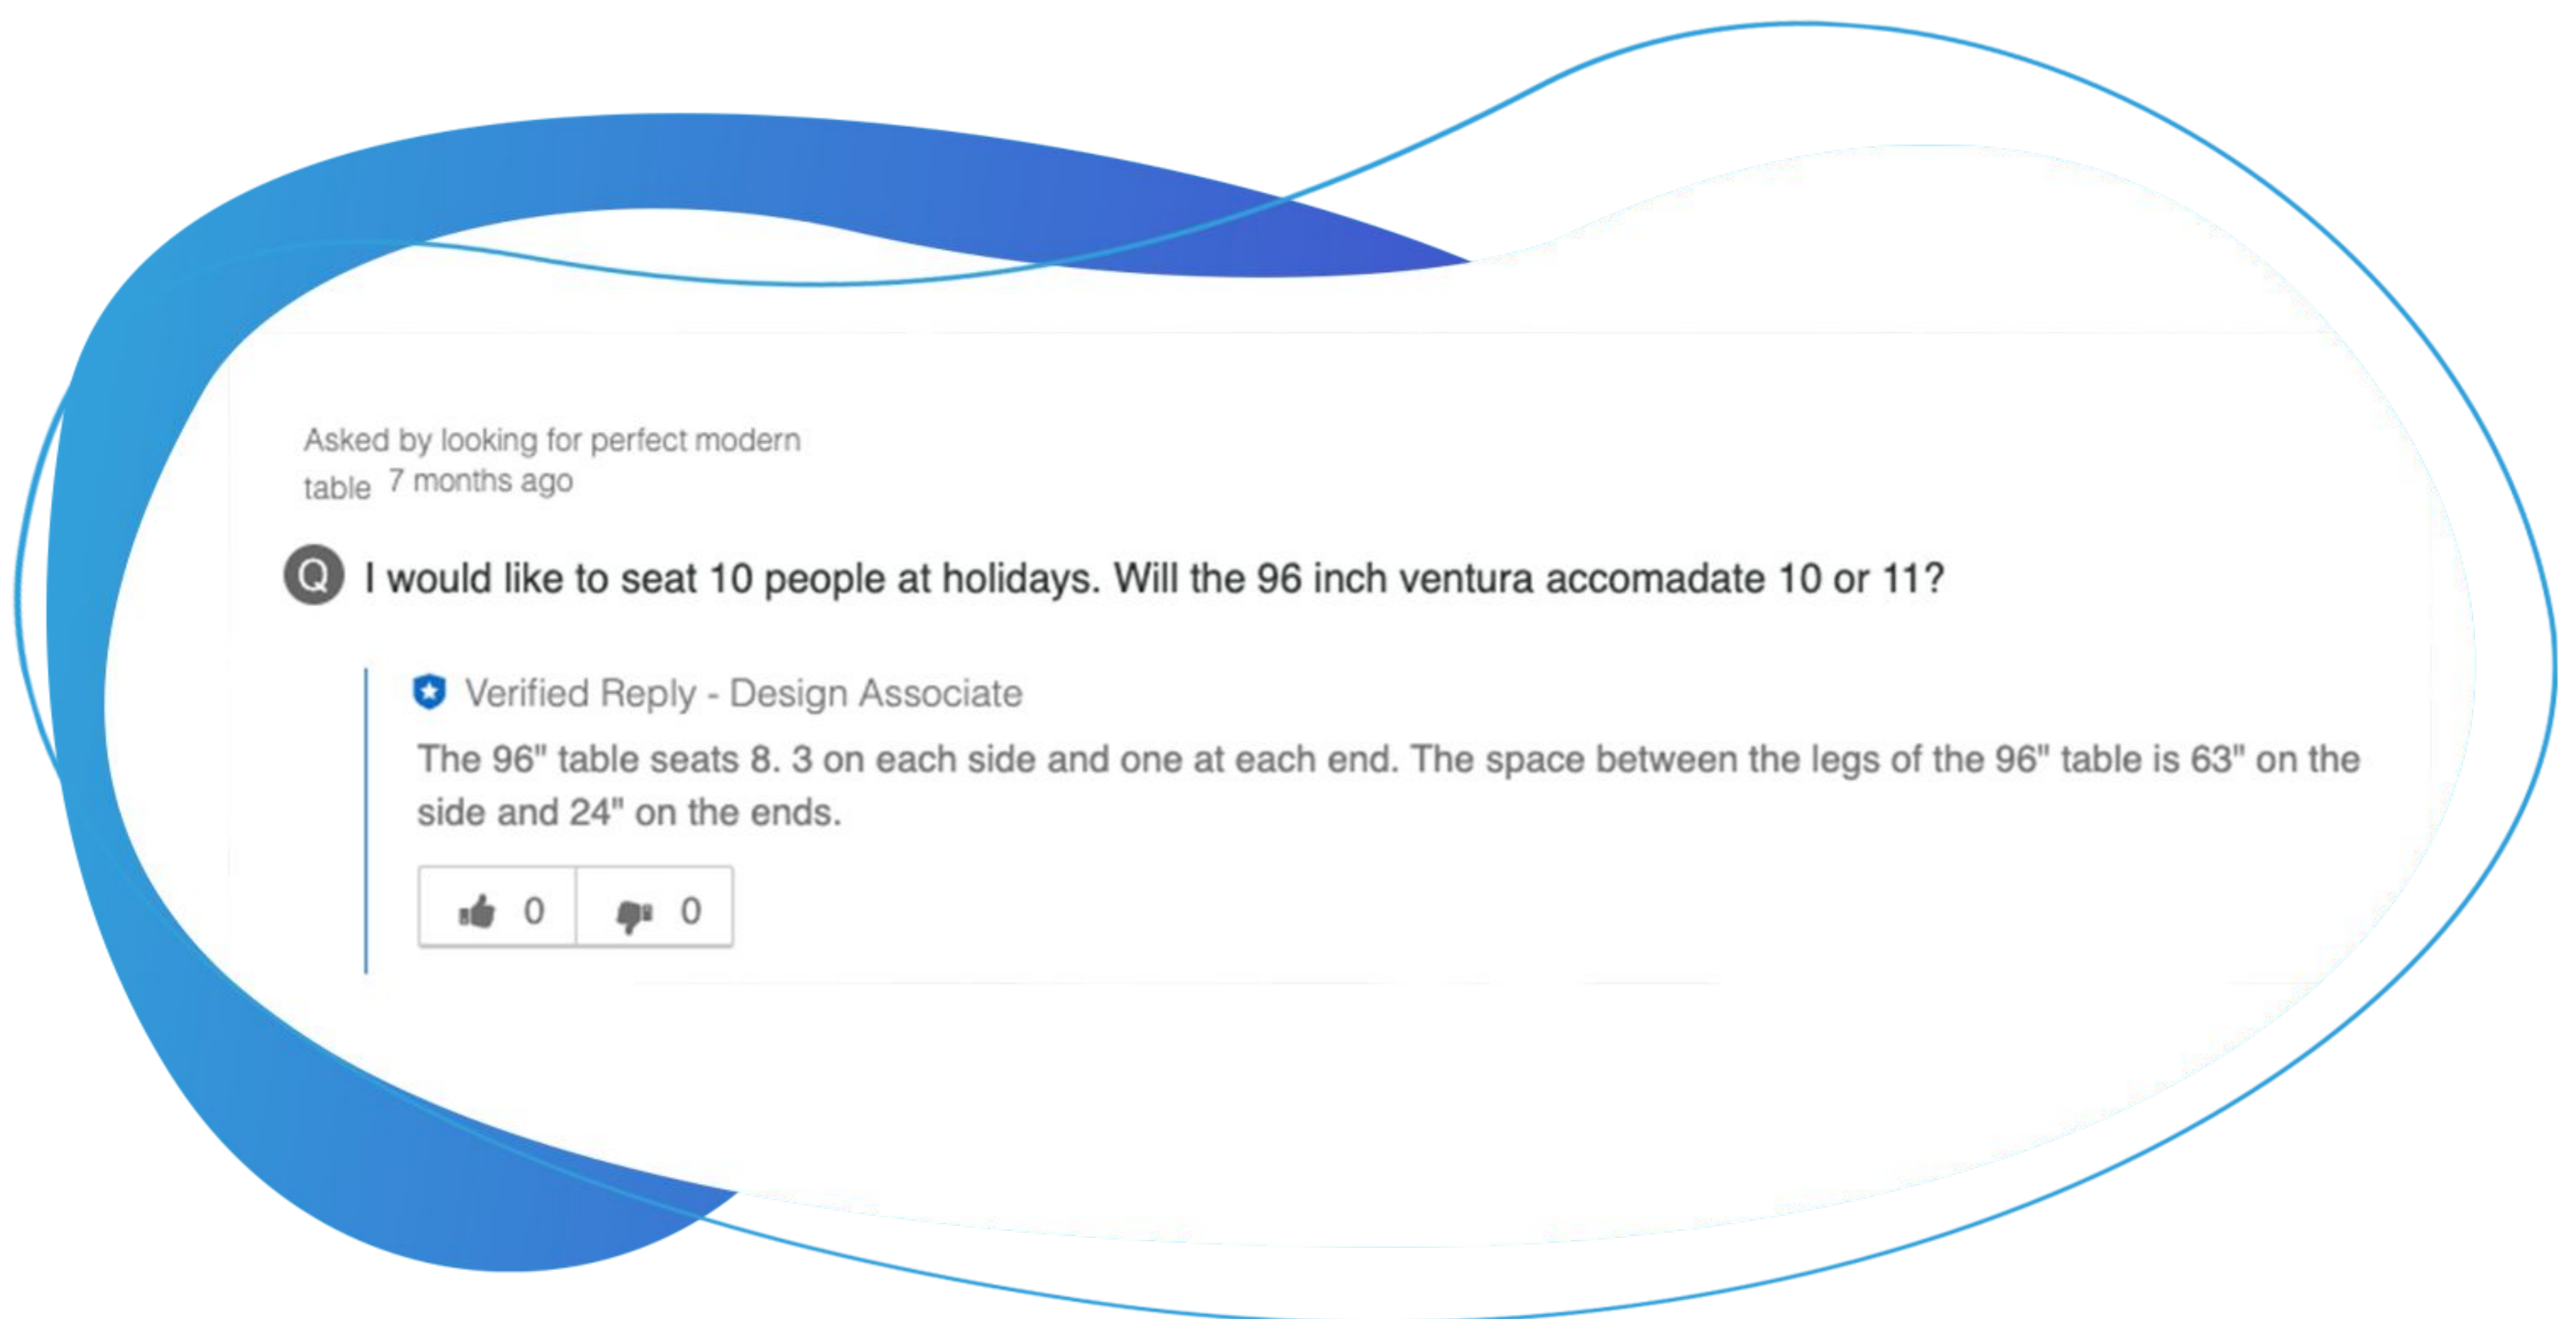 Asked by looking for perfect modern
table 7 months ago
Q I would like to seat 10 people at holidays. Will the 96 inch ventura accomadate 10 or 11?
Verified Reply - Design Associate
The 96" table seats 8. 3 on each side and one at each end. The space between the legs of the 96" table is 63" on the
side and 24" on the ends.
0 0